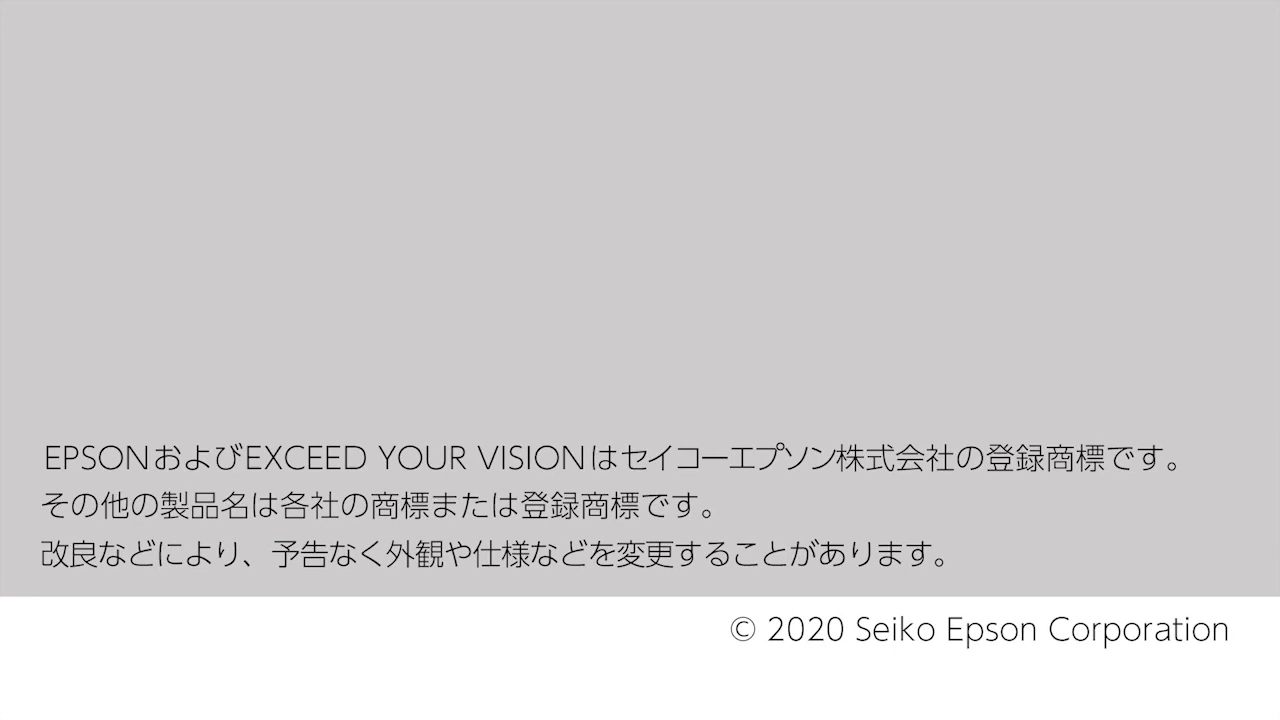 EPSONおよびEXCEED YOUR VISIONはセイコーエプソン株式会社の登録商標です。
その他の製品名は各社の商標または登録商標です。
改良などにより、予告なく外観や仕様などを変更することがあります。
© 2020 Seiko Epson Corporation